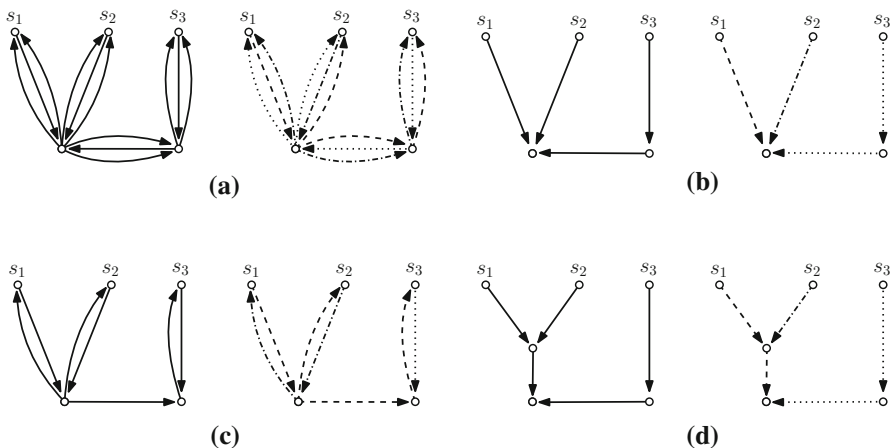 s₁ s₂ s₃ s₁ s₂ s₃ s₁ s₂ s₃ s₁ s₂ s₃
(a) (b)
s₁ s₂ s₃ s₁ s₂ s₃ s₁ s₂ s₃ s₁ s₂ s₃
(c) (d)